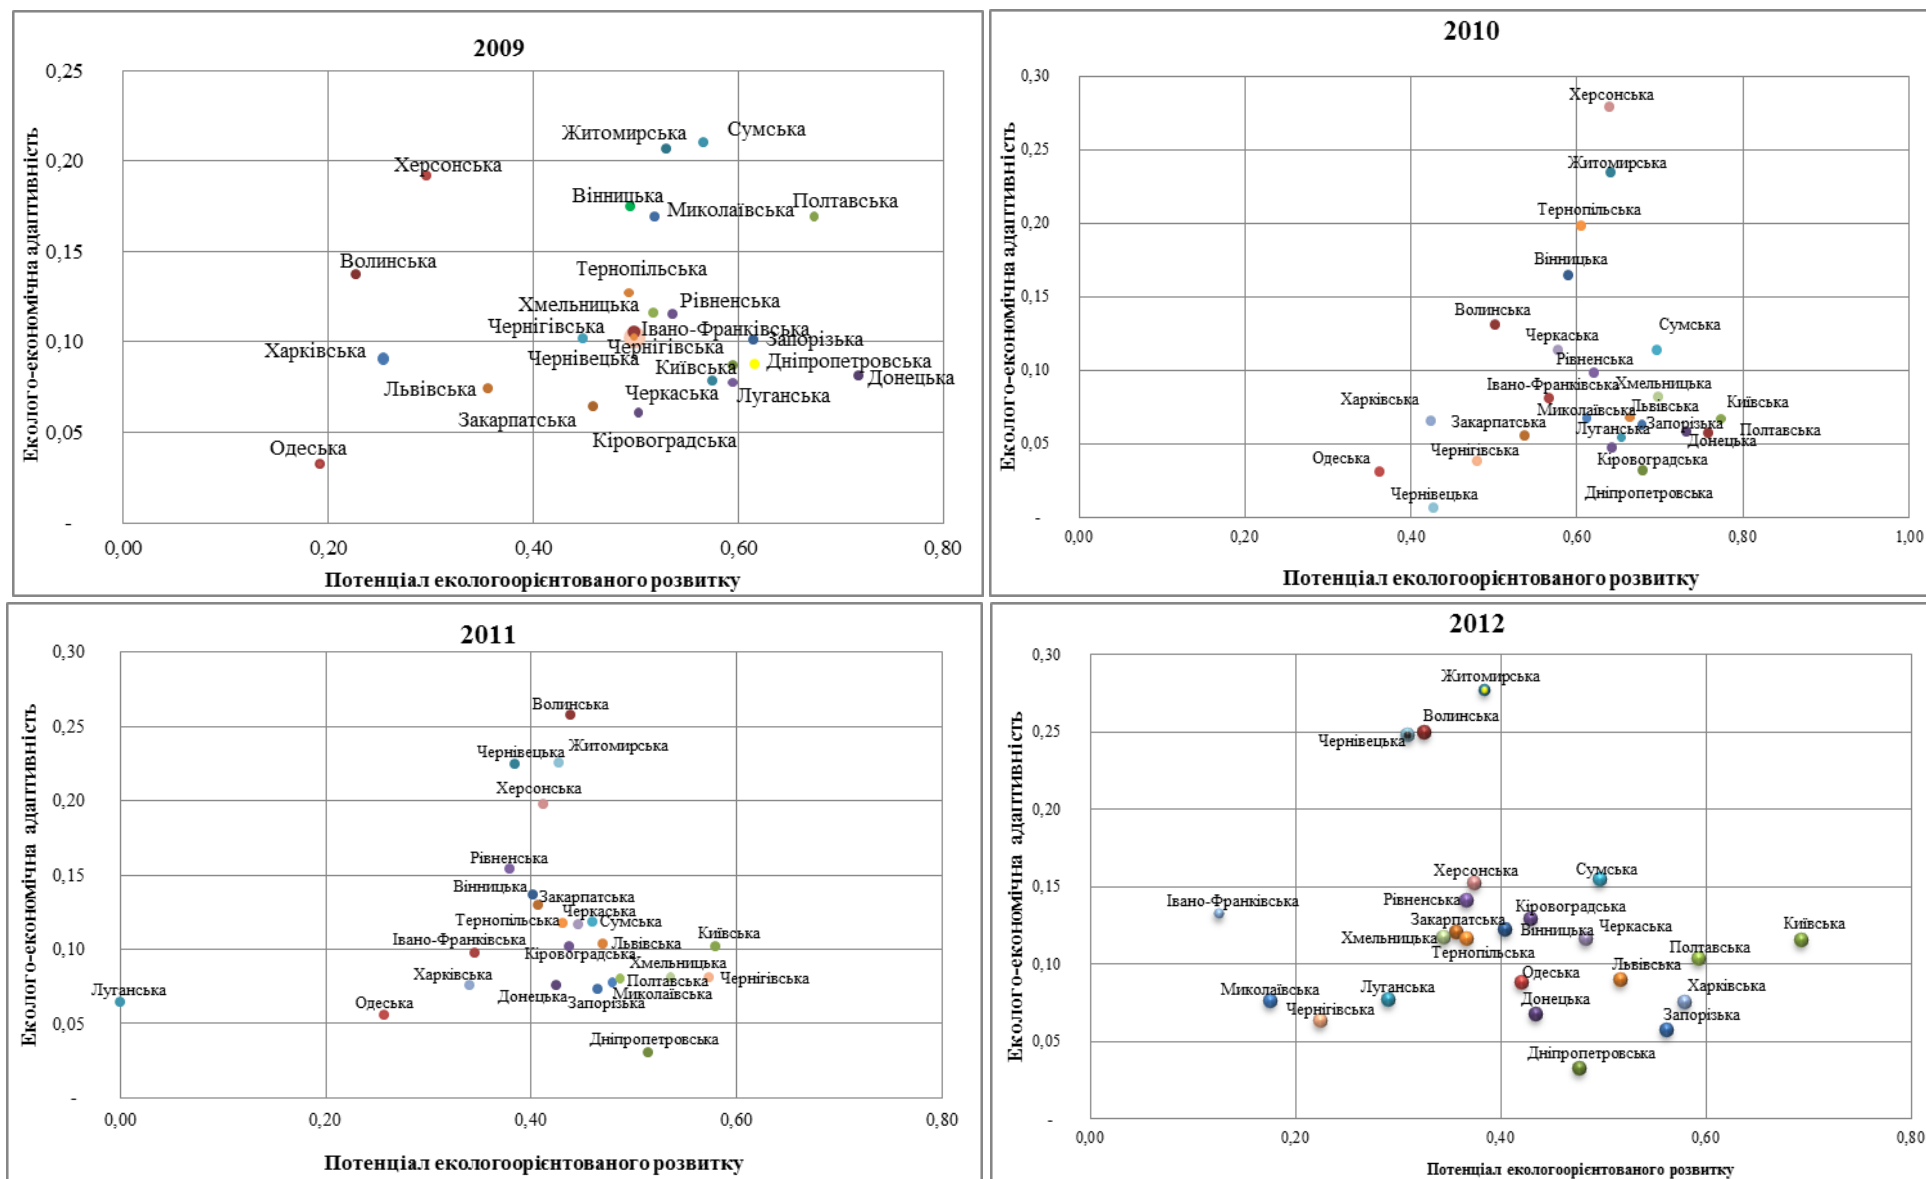 2009
0,25
0,20
0,15
0,10
0,05
-
Еколого-економічна адаптивність
Житомирська
Сумська
Херсонська
Вінницька
Миколаївська
Полтавська
Волинська
Тернопільська
Хмельницька
Рівненська
Чернігівська
Івано-Франківська
Запорізька
Харківська
Чернівецька
Чернігівська
Київська
Дніпропетровська
Донецька
Львівська
Черкаська
Луганська
Закарпатська
Кіровоградська
Одеська
0,00
0,20
0,40
0,60
0,80
Потенціал екологоорієнтованого розвитку
2010
0,30
0,25
0,20
0,15
0,10
0,05
-
Еколого-економічна адаптивність
Херсонська
Житомирська
Тернопільська
Вінницька
Волинська
Черкаська
Сумська
Рівненська
Івано-Франківська
Хмельницька
Харківська
Миколаївська
Львівська
Київська
Закарпатська
Луганська
Запорізька
Полтавська
Донецька
Чернігівська
Одеська
Кіровоградська
Чернівецька
Дніпропетровська
0,00
0,20
0,40
0,60
0,80
1,00
Потенціал екологоорієнтованого розвитку
2011
0,30
0,25
0,20
0,15
0,10
0,05
-
Еколого-економічна адаптивність
Волинська
Чернівецька
Житомирська
Херсонська
Рівненська
Вінницька
Закарпатська
Тернопільська
Черкаська
Сумська
Івано-Франківська
Кіровоградська
Львівська
Київська
Харківська
Хмельницька
Луганська
Донецька
Полтавська
Чернігівська
Миколаївська
Одеська
Запорізька
Дніпропетровська
0,00
0,20
0,40
0,60
0,80
Потенціал екологоорієнтованого розвитку
2012
0,30
0,25
0,20
0,15
0,10
0,05
-
Еколого-економічна адаптивність
Житомирська
Волинська
Чернівецька
Херсонська
Сумська
Івано-Франківська
Рівненська
Кіровоградська
Закарпатська
Черкаська
Хмельницька
Вінницька
Тернопільська
Полтавська
Київська
Одеська
Львівська
Миколаївська
Луганська
Харківська
Чернігівська
Донецька
Запорізька
Дніпропетровська
0,00
0,20
0,40
0,60
0,80
Потенціал екологоорієнтованого розвитку